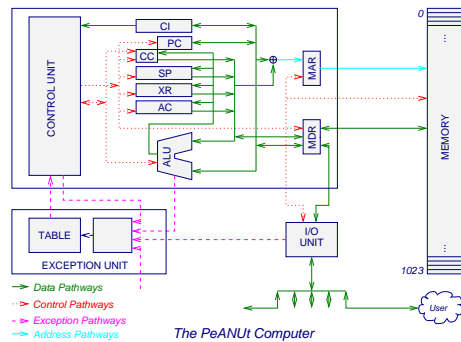 CI
0
PC
CC
SP
XR
AC
CONTROL UNIT
MAR
MDR
MEMORY
ALU
TABLE
EXCEPTION UNIT
I/O
UNIT
1023
User
Data Pathways
Control Pathways
Exception Pathways
Address Pathways
The PeANUt Computer